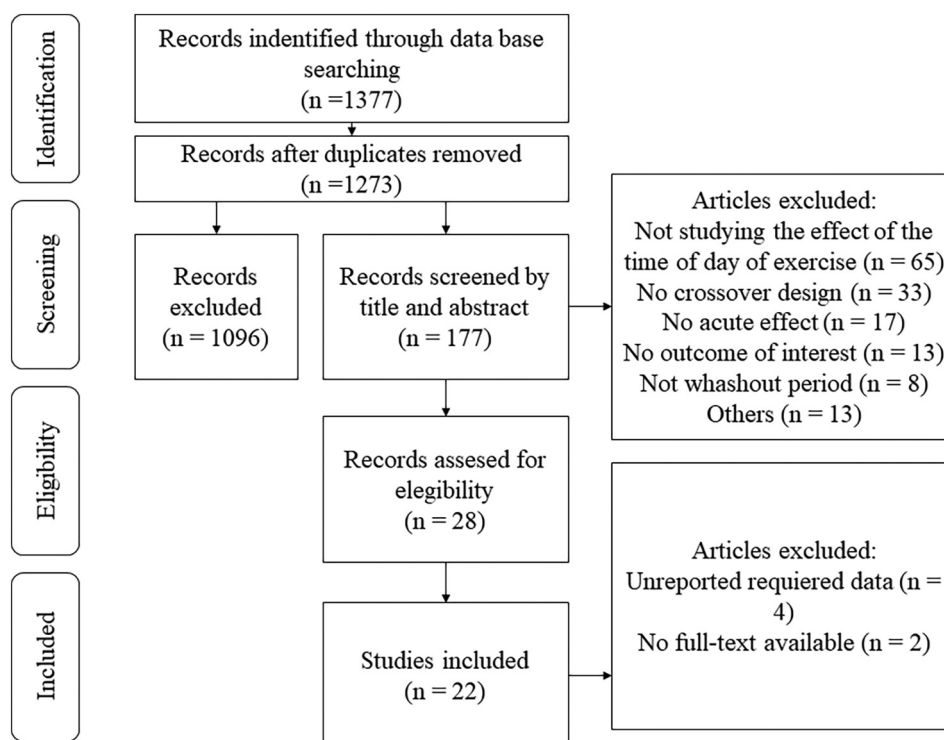 Identification
Records indentified through data base
searching
(n =1377)
Records after duplicates removed
(n =1273)
Screening
Records
excluded
(n = 1096)
Records screened by
title and abstract
(n = 177)
Articles excluded:
Not studying the effect of the
time of day of exercise (n = 65)
No crossover design (n = 33)
No acute effect (n = 17)
No outcome of interest (n = 13)
Not whashout period (n = 8)
Others (n = 13)
Eligibility
Records assesed for
elegibility
(n = 28)
Included
Studies included
(n = 22)
Articles excluded:
Unreported requiered data (n =
4)
No full-text available (n = 2)